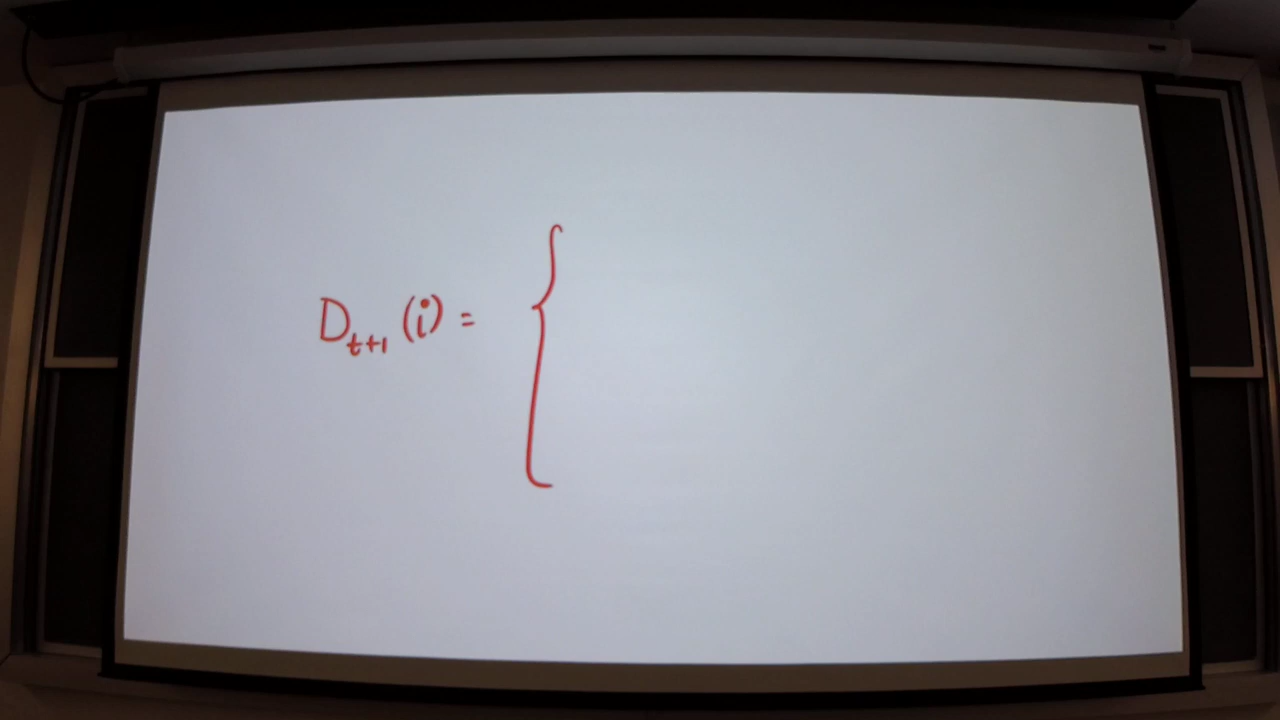 D_{t+1}(i) = {